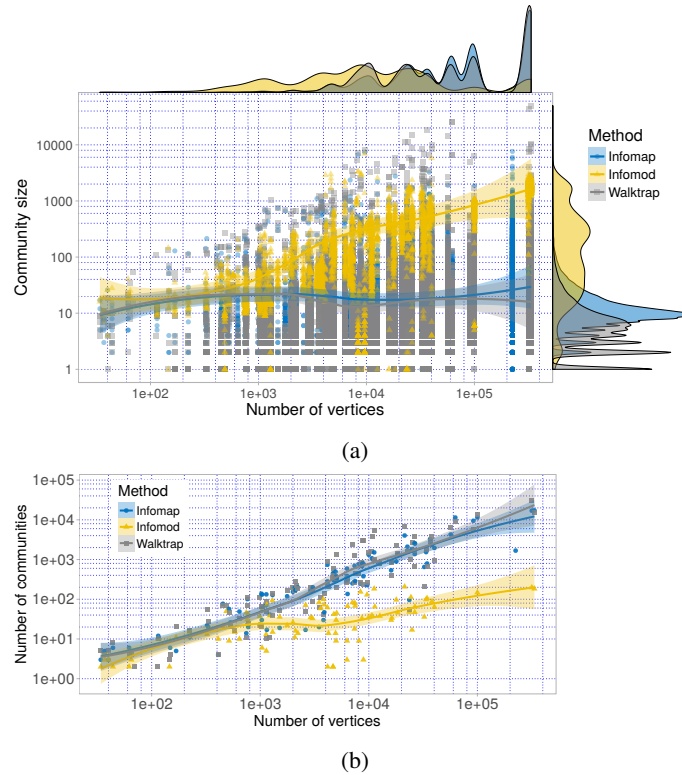 10000
1000
100
10
1
Community size
1e+02
1e+03
1e+04
1e+05
Number of vertices
Method
Infomap
Infomod
Walktrap
(a)
1e+05
1e+04
1e+03
1e+02
1e+01
1e+00
Number of communities
Method
Infomap
Infomod
Walktrap
1e+02
1e+03
1e+04
1e+05
Number of vertices
(b)